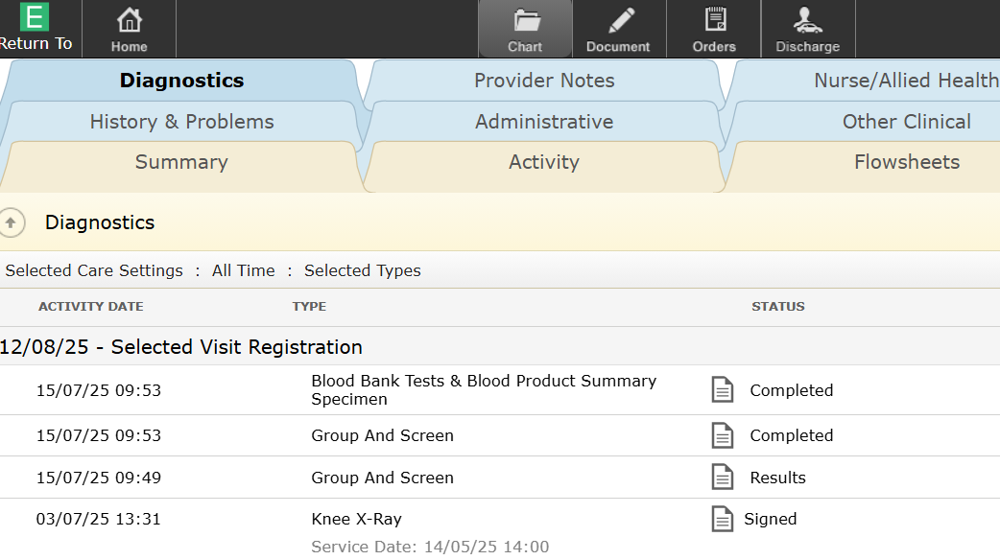 E
Return To
Home
Chart
Document
Orders
Discharge
Diagnostics
Provider Notes
Nurse/Allied Health
History & Problems
Administrative
Other Clinical
Summary
Activity
Flowsheets
Diagnostics
Selected Care Settings : All Time : Selected Types
ACTIVITY DATE TYPE STATUS
12/08/25 - Selected Visit Registration
15/07/25 09:53 Blood Bank Tests & Blood Product Summary
Specimen Completed
15/07/25 09:53 Group And Screen Completed
15/07/25 09:49 Group And Screen Results
03/07/25 13:31 Knee X-Ray Signed
Service Date: 14/05/25 14:00